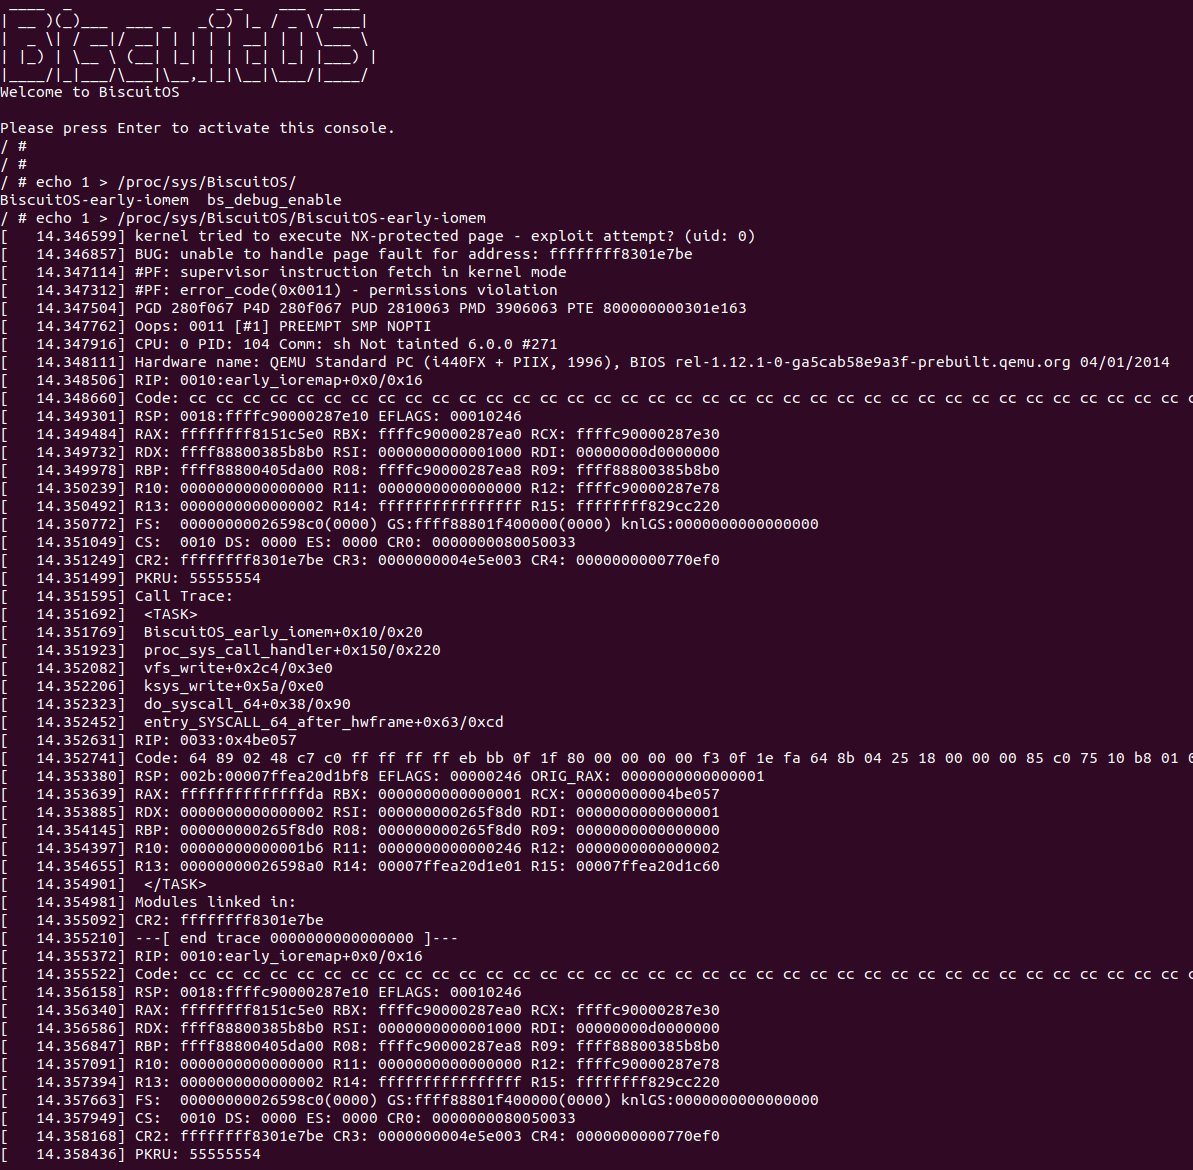 ____  _                _ _    ___  ____
| __ )(_)___  ___ _   _(_) |_ / _ \/ ___|
|  _ \| / __|/ __| | | | | __| | | \___ \
| |_) | \__ \ (__| |_| | | |_| |_| |___) |
|____/|_|___/\___|\__,_|_|\__|\___/|____/
Welcome to BiscuitOS
Please press Enter to activate this console.
/ #
/ #
/ # echo 1 > /proc/sys/BiscuitOS/
BiscuitOS-early-iomem  bs_debug_enable
/ # echo 1 > /proc/sys/BiscuitOS/BiscuitOS-early-iomem
[   14.346599] kernel tried to execute NX-protected page - exploit attempt? (uid: 0)
[   14.346857] BUG: unable to handle page fault for address: ffffffff8301e7be
[   14.347114] #PF: supervisor instruction fetch in kernel mode
[   14.347312] #PF: error_code(0x0011) - permissions violation
[   14.347504] PGD 280f067 P4D 280f067 PUD 2810063 PMD 3906063 PTE 800000000301e163
[   14.347762] Oops: 0011 [#1] PREEMPT SMP NOPTI
[   14.347916] CPU: 0 PID: 104 Comm: sh Not tainted 6.0.0 #271
[   14.348111] Hardware name: QEMU Standard PC (i440FX + PIIX, 1996), BIOS rel-1.12.1-0-ga5cab58e9a3f-prebuilt.qemu.org 04/01/2014
[   14.348506] RIP: 0010:early_ioremap+0x0/0x16
[   14.348660] Code: cc cc cc cc cc cc cc cc cc cc cc cc cc cc cc cc cc cc cc cc cc cc cc cc cc cc cc cc cc cc cc cc cc cc cc cc cc
[   14.349301] RSP: 0018:ffffc90000287e10 EFLAGS: 00010246
[   14.349484] RAX: ffffffff8151c5e0 RBX: ffffc90000287ea0 RCX: ffffc90000287e30
[   14.349732] RDX: ffff88800385b8b0 RSI: 0000000000001000 RDI: 00000000d0000000
[   14.349978] RBP: ffff88800405da00 R08: ffffc90000287ea8 R09: ffff88800385b8b0
[   14.350239] R10: 0000000000000000 R11: 0000000000000000 R12: ffffc90000287e78
[   14.350492] R13: 0000000000000002 R14: ffffffffffffffff R15: ffffffff829cc220
[   14.350772] FS:  00000000026598c0(0000) GS:ffff88801f400000(0000) knlGS:0000000000000000
[   14.351049] CS:  0010 DS: 0000 ES: 0000 CR0: 0000000080050033
[   14.351249] CR2: ffffffff8301e7be CR3: 0000000004e5e003 CR4: 0000000000770ef0
[   14.351499] PKRU: 55555554
[   14.351595] Call Trace:
[   14.351692]  <TASK>
[   14.351769]  BiscuitOS_early_iomem+0x10/0x20
[   14.351923]  proc_sys_call_handler+0x150/0x220
[   14.352082]  vfs_write+0x2c4/0x3e0
[   14.352206]  ksys_write+0x5a/0xe0
[   14.352323]  do_syscall_64+0x38/0x90
[   14.352452]  entry_SYSCALL_64_after_hwframe+0x63/0xcd
[   14.352631] RIP: 0033:0x4be057
[   14.352741] Code: 64 89 02 48 c7 c0 ff ff ff ff eb bb 0f 1f 80 00 00 00 00 f3 0f 1e fa 64 8b 04 25 18 00 00 00 85 c0 75 10 b8 01
[   14.353380] RSP: 002b:00007ffea20d1bf8 EFLAGS: 00000246 ORIG_RAX: 0000000000000001
[   14.353639] RAX: ffffffffffffffda RBX: 0000000000000001 RCX: 00000000004be057
[   14.353885] RDX: 0000000000000002 RSI: 000000000265f8d0 RDI: 0000000000000001
[   14.354145] RBP: 000000000265f8d0 R08: 000000000265f8d0 R09: 0000000000000000
[   14.354397] R10: 00000000000001b6 R11: 0000000000000246 R12: 0000000000000002
[   14.354655] R13: 00000000026598a0 R14: 00007ffea20d1e01 R15: 00007ffea20d1c60
[   14.354901]  </TASK>
[   14.354981] Modules linked in:
[   14.355092] CR2: ffffffff8301e7be
[   14.355210] ---[ end trace 0000000000000000 ]---
[   14.355372] RIP: 0010:early_ioremap+0x0/0x16
[   14.355522] Code: cc cc cc cc cc cc cc cc cc cc cc cc cc cc cc cc cc cc cc cc cc cc cc cc cc cc cc cc cc cc cc cc cc cc cc cc cc
[   14.356158] RSP: 0018:ffffc90000287e10 EFLAGS: 00010246
[   14.356340] RAX: ffffffff8151c5e0 RBX: ffffc90000287ea0 RCX: ffffc90000287e30
[   14.356586] RDX: ffff88800385b8b0 RSI: 0000000000001000 RDI: 00000000d0000000
[   14.356847] RBP: ffff88800405da00 R08: ffffc90000287ea8 R09: ffff88800385b8b0
[   14.357091] R10: 0000000000000000 R11: 0000000000000000 R12: ffffc90000287e78
[   14.357394] R13: 0000000000000002 R14: ffffffffffffffff R15: ffffffff829cc220
[   14.357663] FS:  00000000026598c0(0000) GS:ffff88801f400000(0000) knlGS:0000000000000000
[   14.357949] CS:  0010 DS: 0000 ES: 0000 CR0: 0000000080050033
[   14.358168] CR2: ffffffff8301e7be CR3: 0000000004e5e003 CR4: 0000000000770ef0
[   14.358436] PKRU: 55555554